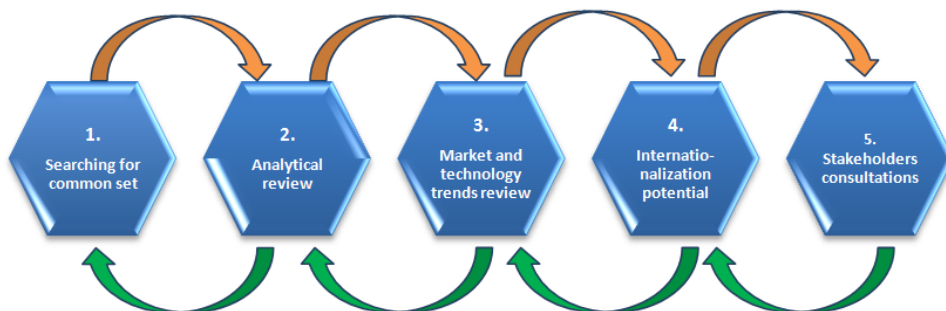 1.
Searching for
common set
2.
Analytical
review
3.
Market and
technology
trends review
4.
Internatio-
nalization
potential
5.
Stakeholders
consultations